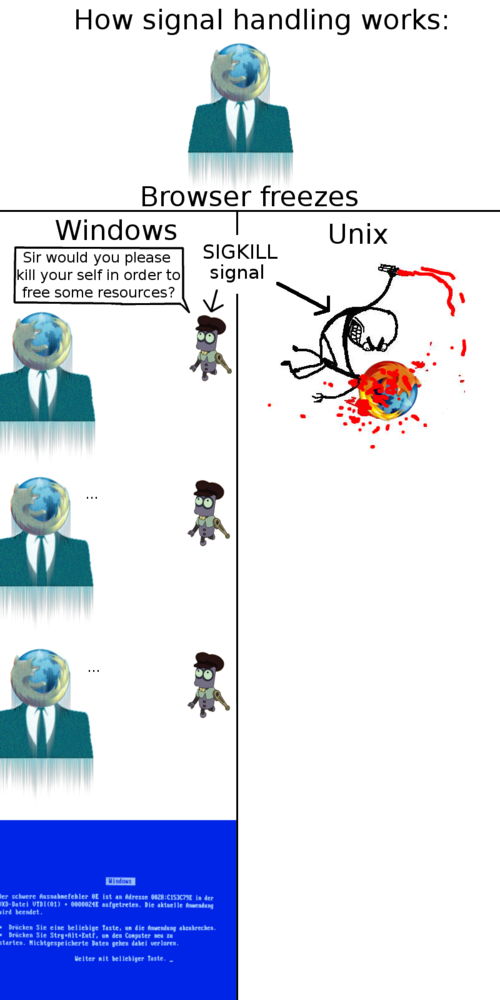 How signal handling works:
Browser freezes
Windows
Sir would you please
kill your self in order to
free some resources?
SIGKILL
signal
Unix
...
...
Windows
der schwere Ausnahmefehler 0E ist an Adresse 0028:C153C79E in der
VXD-Datei VTDI(01) + 0000024E aufgetreten. Die aktuelle Anwendung
wird beendet.
• Drücken Sie eine beliebige Taste, um die Anwendung abzubrechen.
• Drücken Sie Strg+Alt+Entf, um den Computer neu zu
starten. Nichtgespeicherte Daten gehen dabei verloren.
Weiter mit beliebiger Taste. _